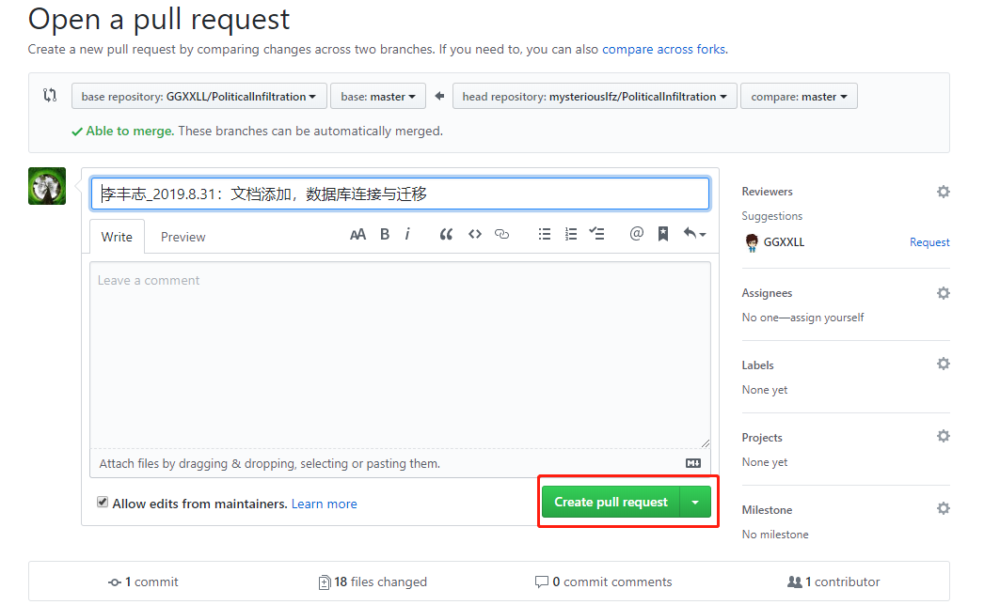 Open a pull request
Create a new pull request by comparing changes across two branches. If you need to, you can also compare across forks.
base repository: GGXXLL/PoliticalInfiltration base: master head repository: mysteriouslfz/PoliticalInfiltration compare: master
Able to merge. These branches can be automatically merged.
李丰志_2019.8.31：文档添加，数据库连接与迁移
Write Preview AA B i @
Leave a comment
Attach files by dragging & dropping, selecting or pasting them.
Allow edits from maintainers. Learn more
Create pull request
Reviewers
Suggestions
GGXXLL Request
Assignees
No one—assign yourself
Labels
None yet
Projects
None yet
Milestone
No milestone
1 commit 18 files changed 0 commit comments 1 contributor